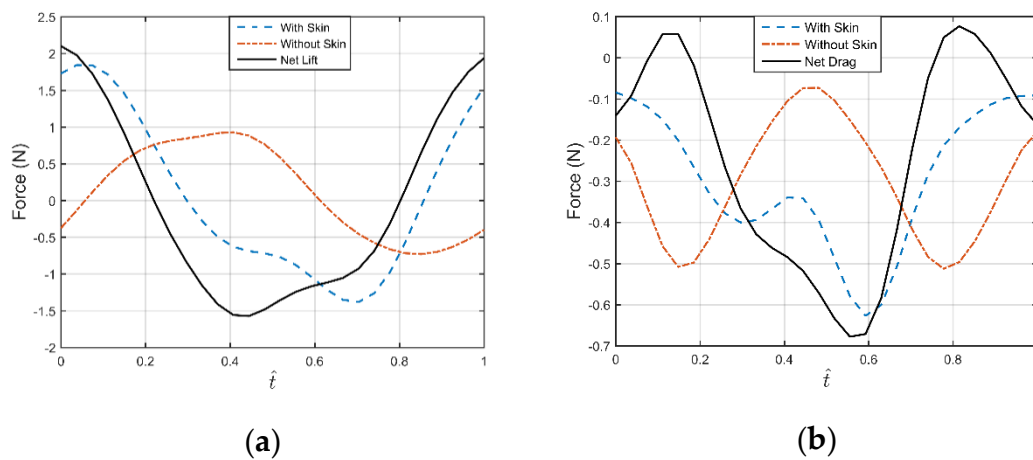 2.5
2
1.5
1
0.5
0
-0.5
-1
-1.5
-2
Force (N)
With Skin
Without Skin
Net Lift
0 0.2 0.4 0.6 0.8 1
t̂
(a)
0.1
0
-0.1
-0.2
-0.3
-0.4
-0.5
-0.6
-0.7
Force (N)
With Skin
Without Skin
Net Drag
0 0.2 0.4 0.6 0.8
t̂
(b)